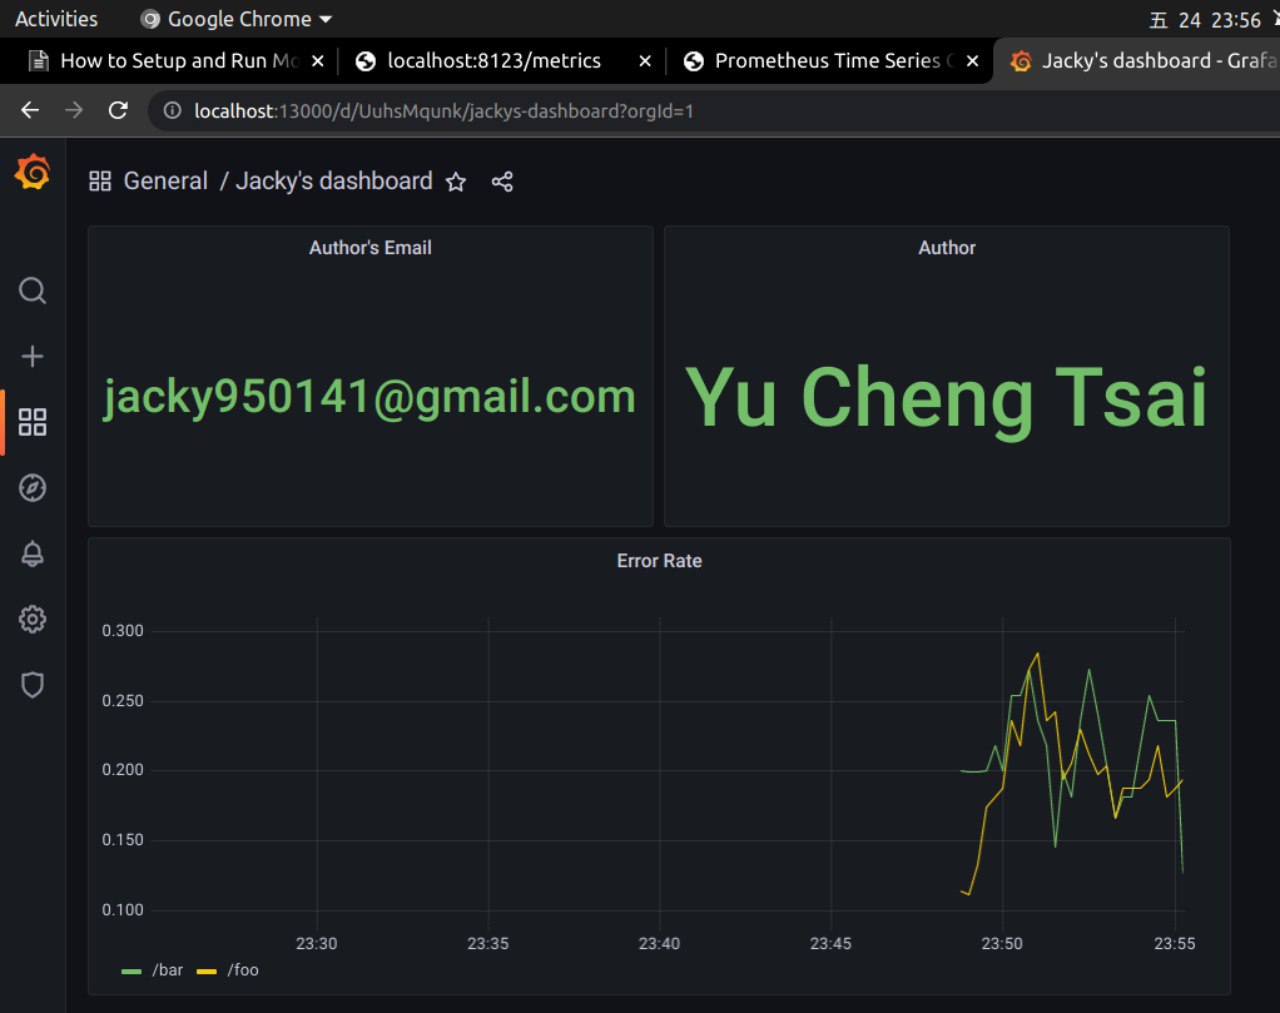 Activities Google Chrome 五 24 23:56
How to Setup and Run Mo localhost:8123/metrics Prometheus Time Series C Jacky's dashboard - Grafa
localhost:13000/d/UuhsMqunk/jackys-dashboard?orgId=1
General / Jacky's dashboard
Author's Email
jacky950141@gmail.com
Author
Yu Cheng Tsai
Error Rate
0.300
0.250
0.200
0.150
0.100
23:30 23:35 23:40 23:45 23:50 23:55
/bar /foo